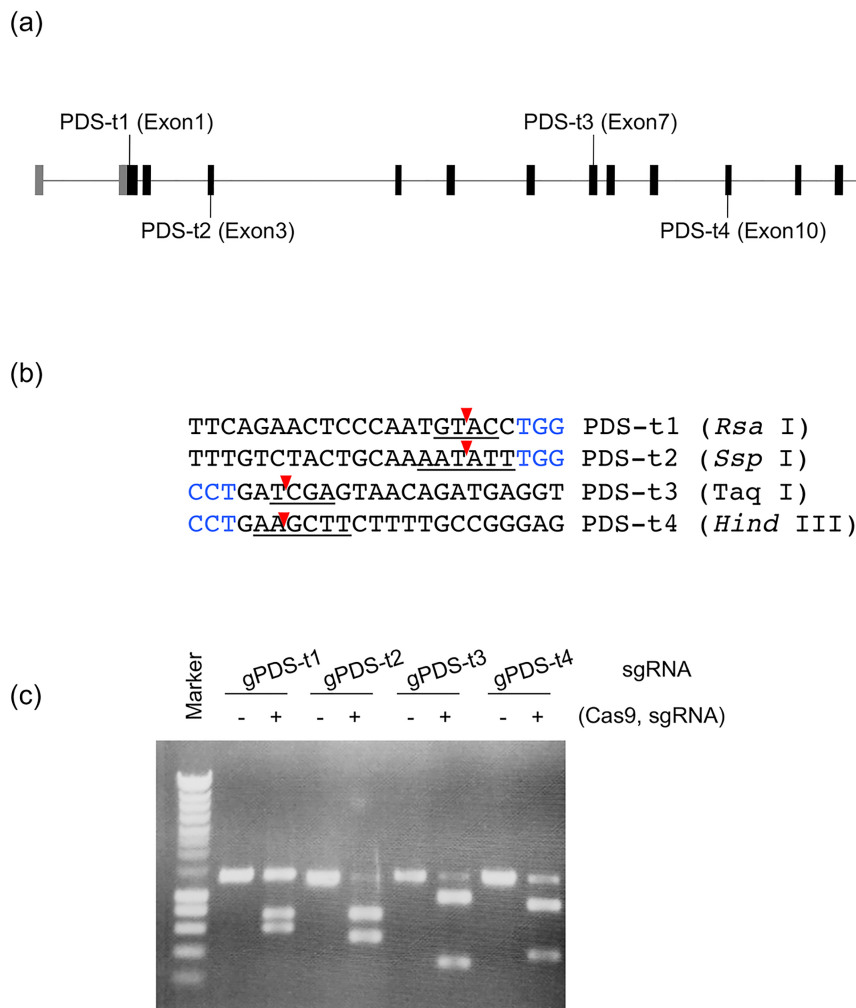 (a)
PDS-t1 (Exon1)
PDS-t3 (Exon7)
PDS-t2 (Exon3)
PDS-t4 (Exon10)
(b)
TTCAGAACTCCCAATGTACCTGG PDS-t1 (Rsa I)
TTTGTCTACTGCAAAATATTTGG PDS-t2 (Ssp I)
CCTGATCGAGTAACAGATGAGGT PDS-t3 (Taq I)
CCTGAAGCTTCTTTTGCCGGGAG PDS-t4 (Hind III)
(c)
Marker
gPDS-t1 gPDS-t2 gPDS-t3 gPDS-t4 sgRNA
- + - + - + - + (Cas9, sgRNA)